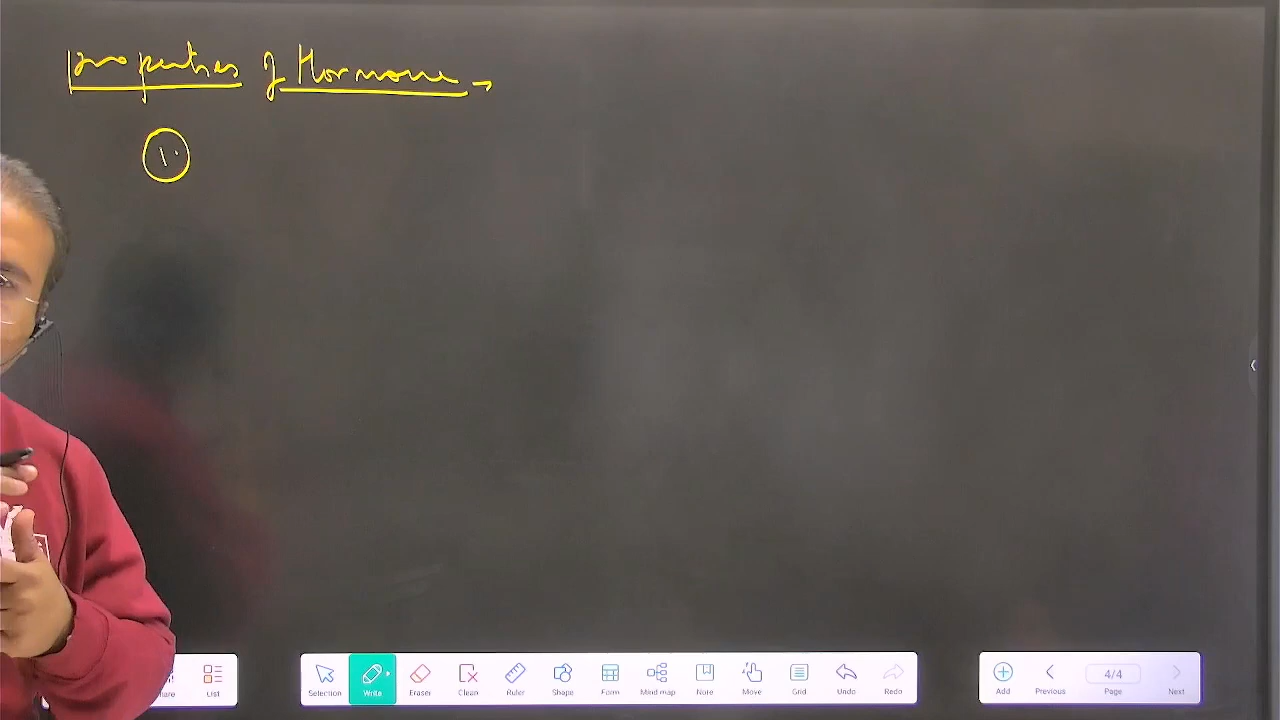 Properties of Hormone →
1.
Share List Selection Write Eraser Clean Ruler Shape Form Mind map Note Move Grid Undo Redo Add Previous 4/4 Page Next